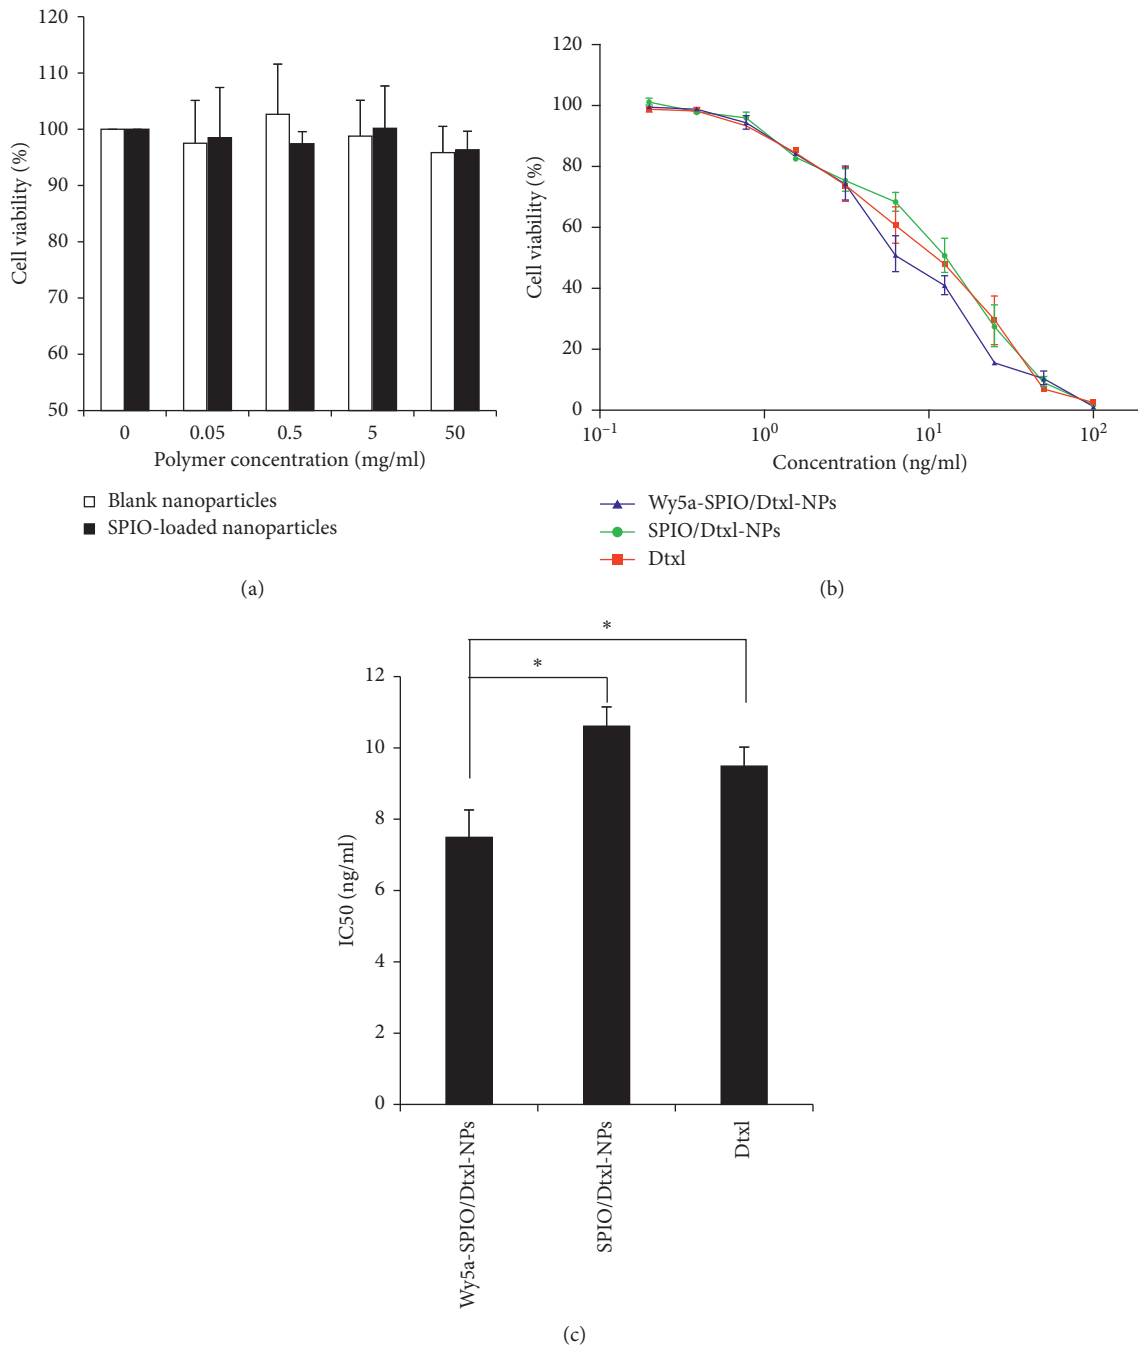 120
110
100
90
80
70
60
50
Cell viability (%)
0 0.05 0.5 5 50
Polymer concentration (mg/ml)
Blank nanoparticles
SPIO-loaded nanoparticles
(a)
120
100
80
60
40
20
0
Cell viability (%)
10⁻¹ 10⁰ 10¹ 10²
Concentration (ng/ml)
Wy5a-SPIO/Dtxl-NPs
SPIO/Dtxl-NPs
Dtxl
(b)
*
*
12
10
8
6
4
2
0
IC50 (ng/ml)
Wy5a-SPIO/Dtxl-NPs
SPIO/Dtxl-NPs
Dtxl
(c)